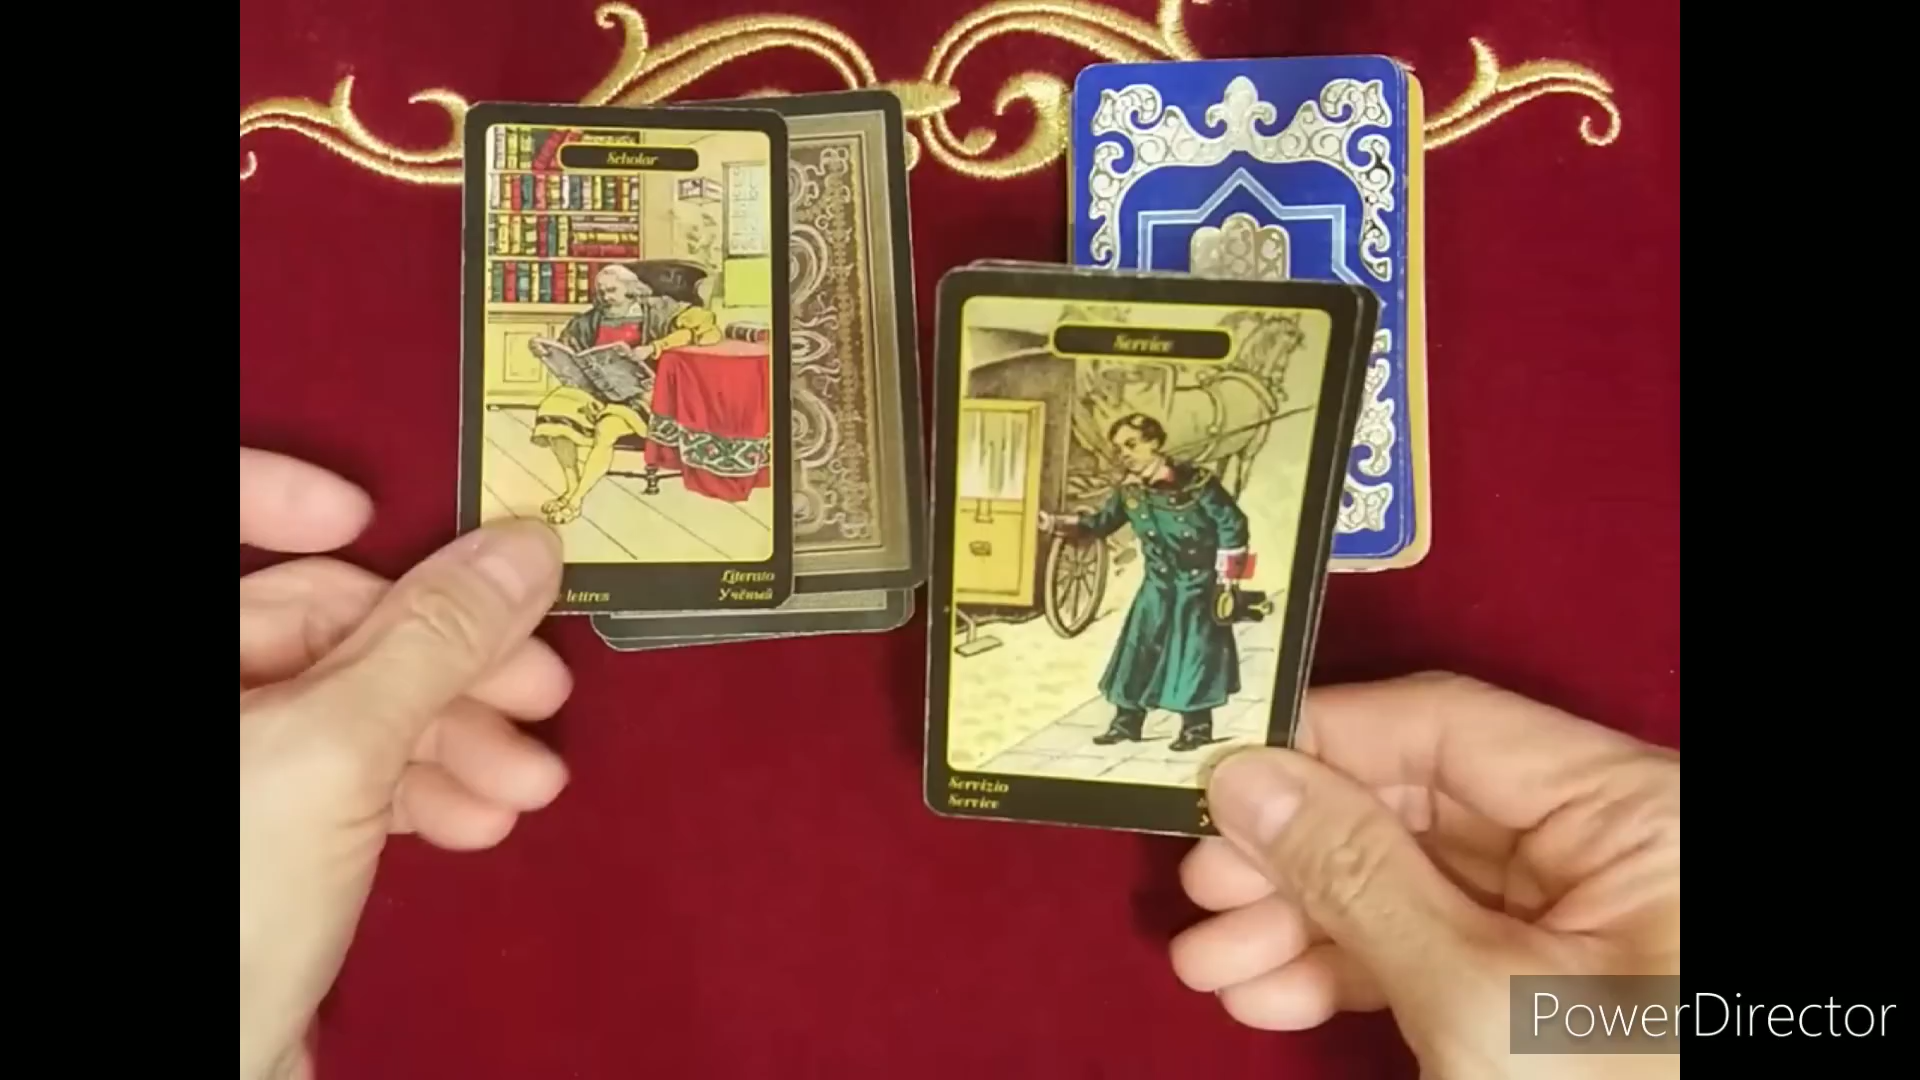 Scholar
lettres
Literato
Учёный
Service
Servizio
Service
PowerDirector